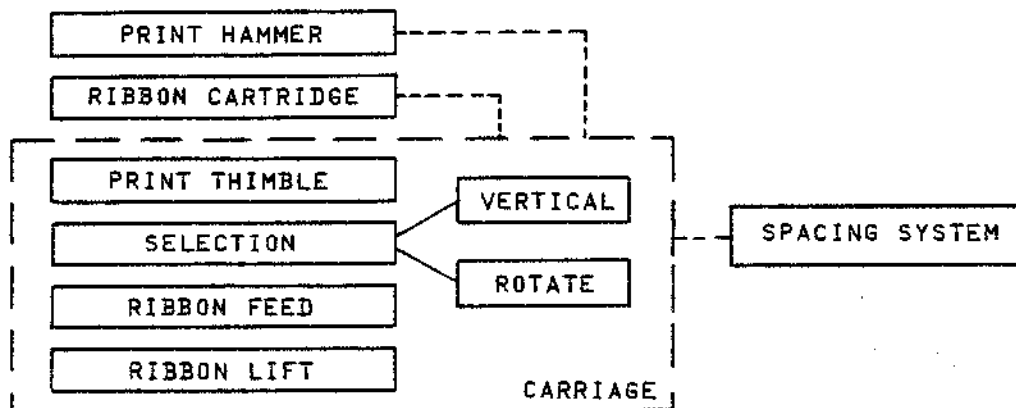 PRINT HAMMER
RIBBON CARTRIDGE
PRINT THIMBLE
VERTICAL
SELECTION
SPACING SYSTEM
ROTATE
RIBBON FEED
RIBBON LIFT
CARRIAGE